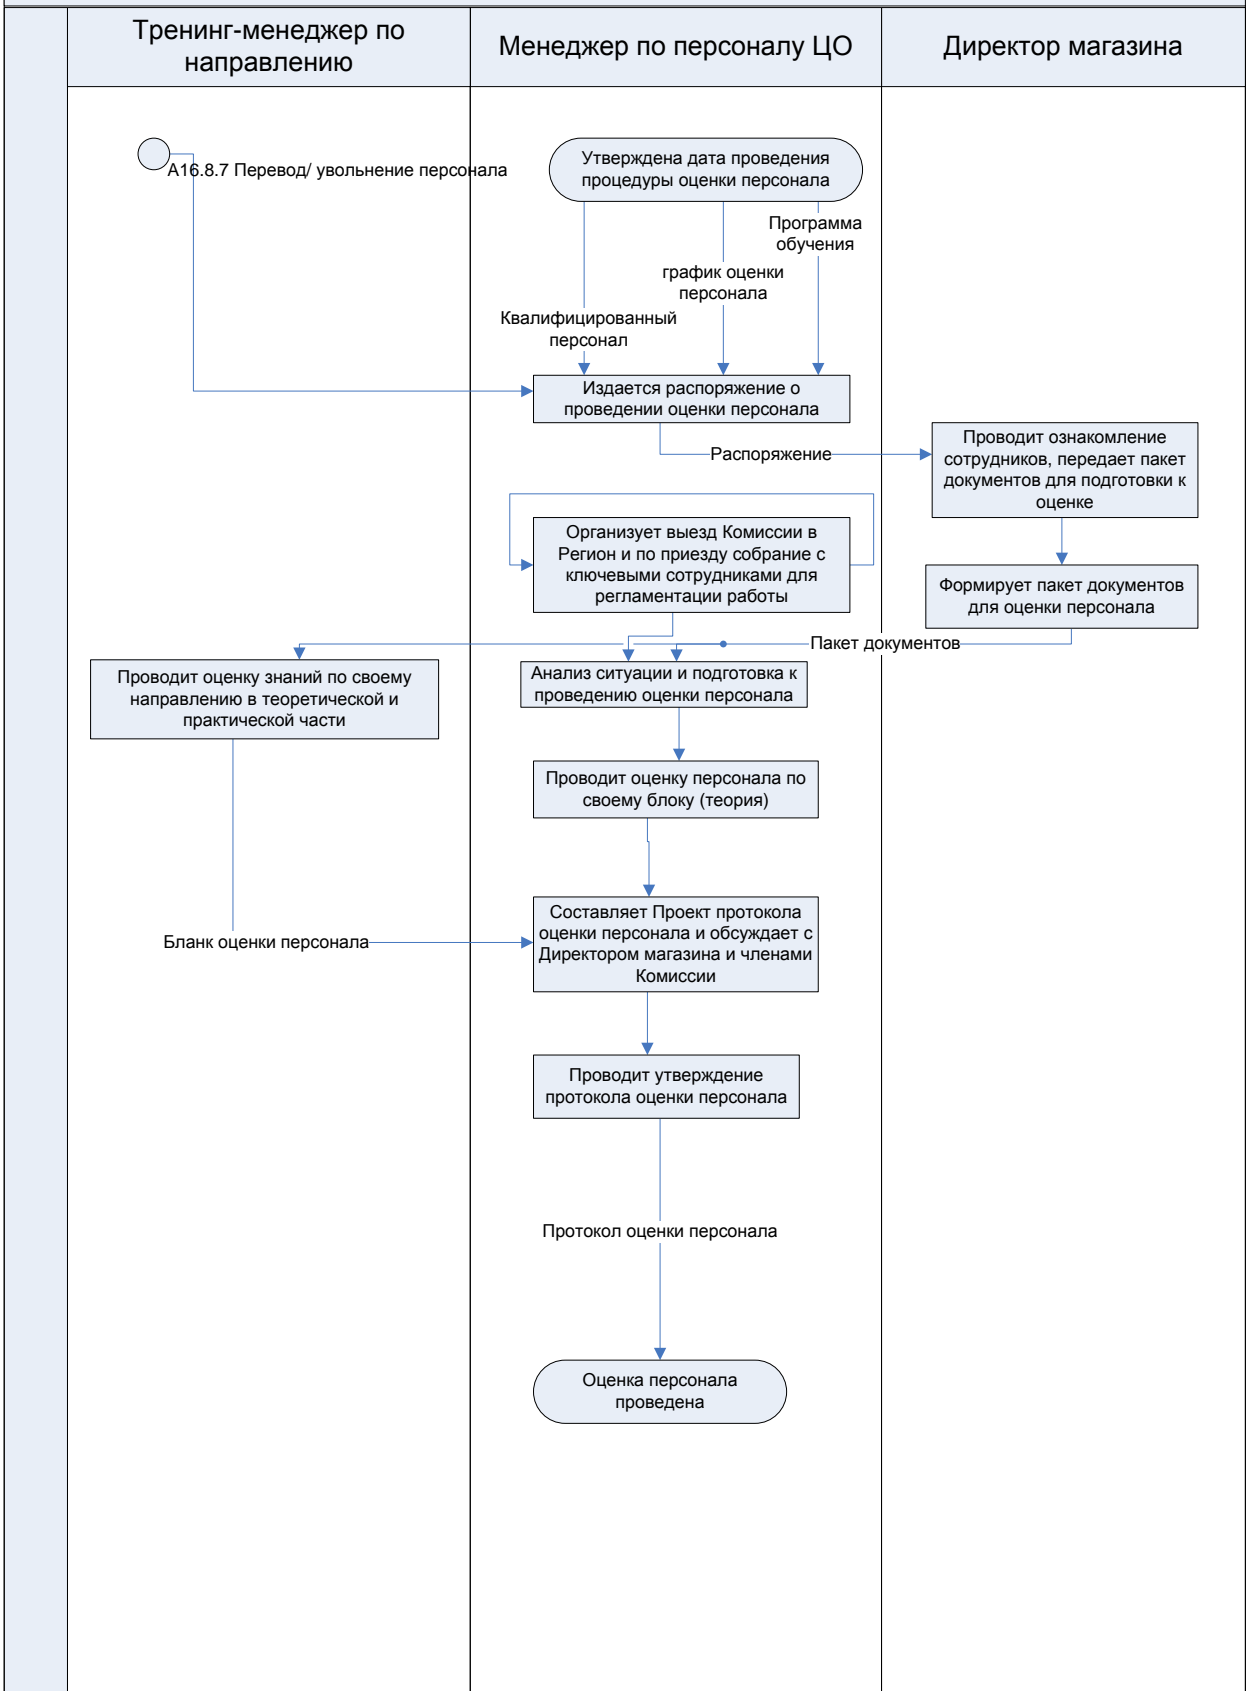 Тренинг-менеджер по
направлению
Менеджер по персоналу ЦО
Директор магазина
А16.8.7 Перевод/ увольнение персонала
Утверждена дата проведения
процедуры оценки персонала
Программа
обучения
график оценки
персонала
Квалифицированный
персонал
Издается распоряжение о
проведении оценки персонала
Распоряжение
Проводит ознакомление
сотрудников, передает пакет
документов для подготовки к
оценке
Организует выезд Комиссии в
Регион и по приезду собрание с
ключевыми сотрудниками для
регламентации работы
Формирует пакет документов
для оценки персонала
Пакет документов
Проводит оценку знаний по своему
направлению в теоретической и
практической части
Анализ ситуации и подготовка к
проведению оценки персонала
Проводит оценку персонала по
своему блоку (теория)
Составляет Проект протокола
оценки персонала и обсуждает с
Директором магазина и членами
Комиссии
Бланк оценки персонала
Проводит утверждение
протокола оценки персонала
Протокол оценки персонала
Оценка персонала
проведена